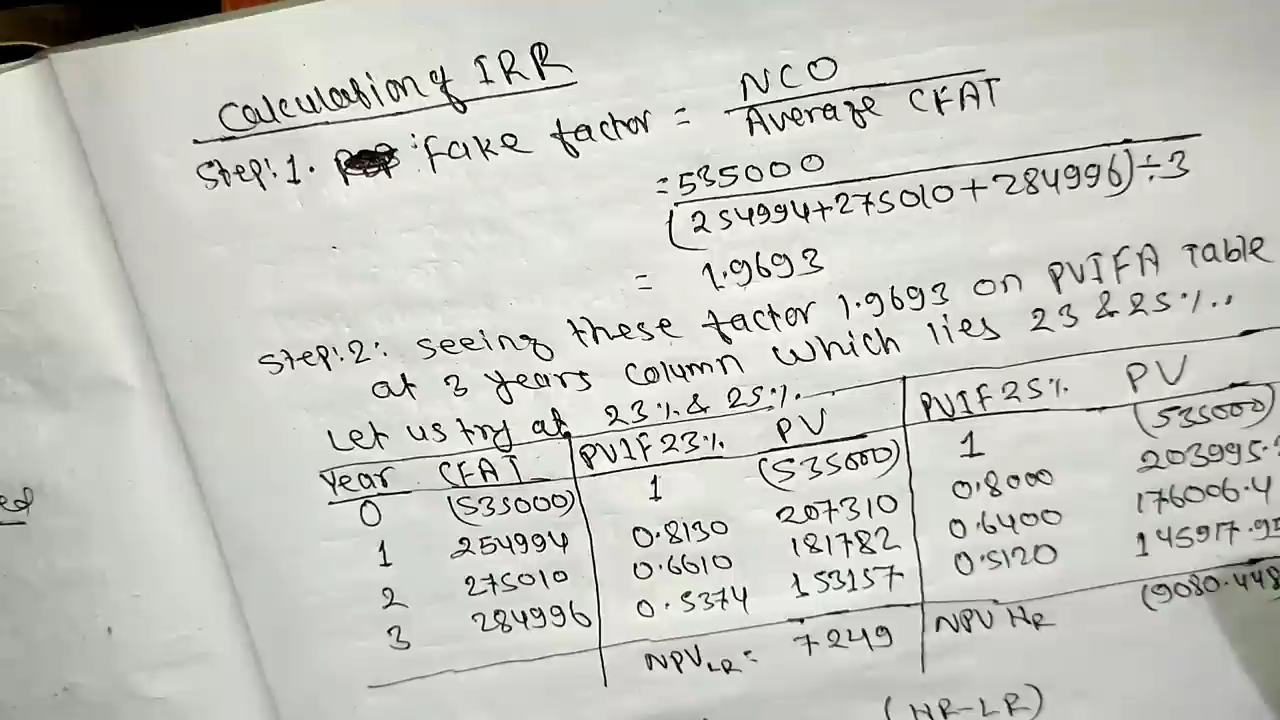 Calculation of IRR
Step:1. : Fake factor = NCO
Average CFAT
= 535000
(254994+275010+284996)÷3
= 1.9693
Step:2: seeing these factor 1.9693 on PVIFA Table
at 3 years column which lies 23 & 25%..
Let us try at 23% & 25%.
Year CFAT PVIF 23% PV PVIF 25% PV
0 (535000) 1 (535000) 1 (535000)
1 254994 0.8130 207310 0.8000 203995.2
2 275010 0.6610 181782 0.6400 176006.4
3 284996 0.5374 153157 0.5120 145917.95
NPV LR = 7249 NPV HR (9080.448
(HR-LR)